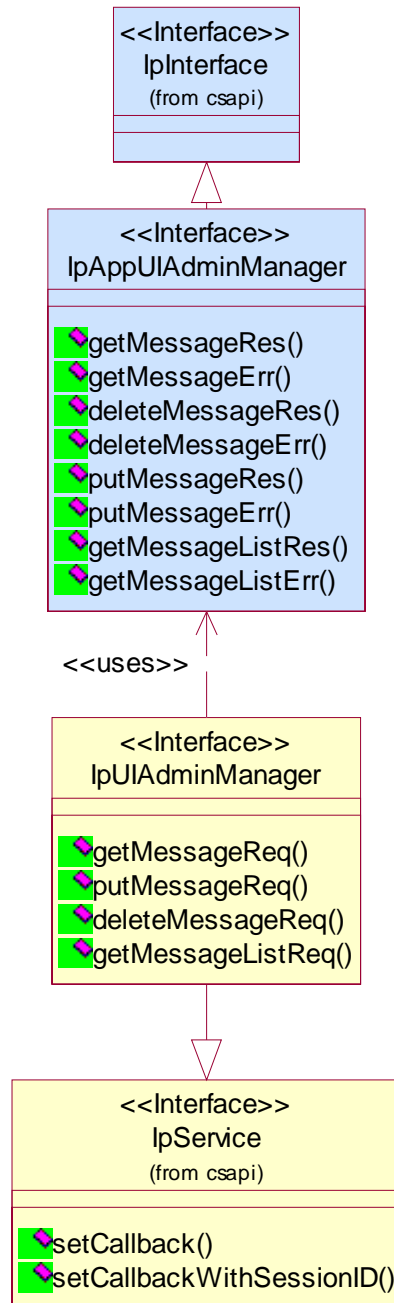 <<Interface>>
IpInterface
(from csapi)
<<Interface>>
IpAppUIAdminManager
getMessageRes()
getMessageErr()
deleteMessageRes()
deleteMessageErr()
putMessageRes()
putMessageErr()
getMessageListRes()
getMessageListErr()
<<uses>>
<<Interface>>
IpUIAdminManager
getMessageReq()
putMessageReq()
deleteMessageReq()
getMessageListReq()
<<Interface>>
IpService
(from csapi)
setCallback()
setCallbackWithSessionID()